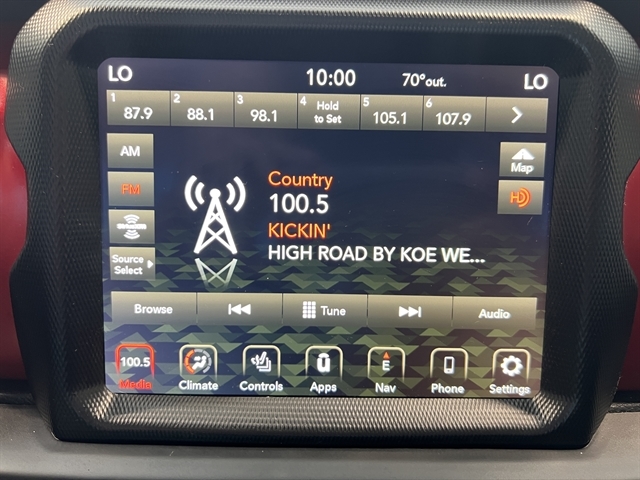 LO 10:00 70°out. LO
1 87.9 2 88.1 3 98.1 4 Hold to Set 5 105.1 6 107.9
AM
Map
FM
HD
Country
100.5
KICKIN'
HIGH ROAD BY KOE WE...
Source
Select
Browse Tune Audio
100.5 E
Media Climate Controls Apps Nav Phone Settings